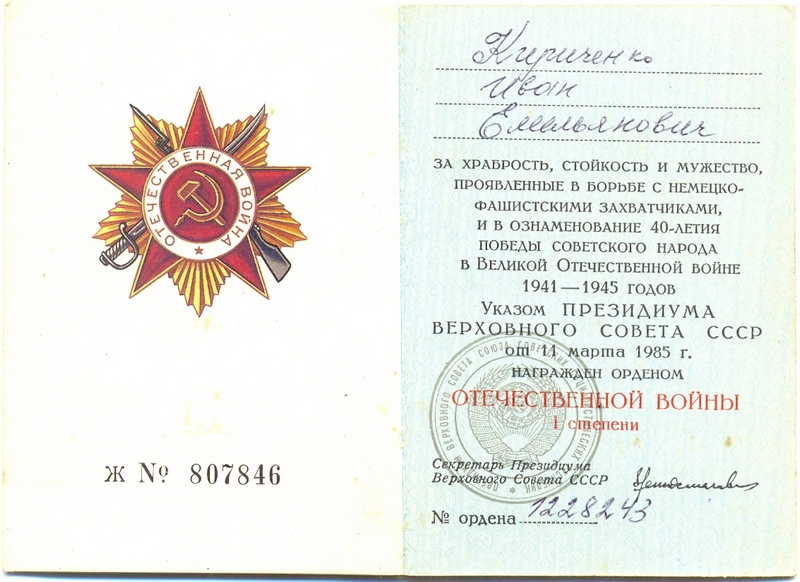 ОТЕЧЕСТВЕННАЯ ВОЙНА
Ж № 807846
Кириченко
Иван
Емельянович
ЗА ХРАБРОСТЬ, СТОЙКОСТЬ И МУЖЕСТВО,
ПРОЯВЛЕННЫЕ В БОРЬБЕ С НЕМЕЦКО-
ФАШИСТСКИМИ ЗАХВАТЧИКАМИ,
И В ОЗНАМЕНОВАНИЕ 40-ЛЕТИЯ
ПОБЕДЫ СОВЕТСКОГО НАРОДА
В ВЕЛИКОЙ ОТЕЧЕСТВЕННОЙ ВОЙНЕ
1941—1945 ГОДОВ
УКАЗОМ ПРЕЗИДИУМА
ВЕРХОВНОГО СОВЕТА СССР
от 11 марта 1985 г.
НАГРАЖДЕН ОРДЕНОМ
ОТЕЧЕСТВЕННОЙ ВОЙНЫ
I степени
Секретарь Президиума
Верховного Совета СССР
№ ордена 1228243